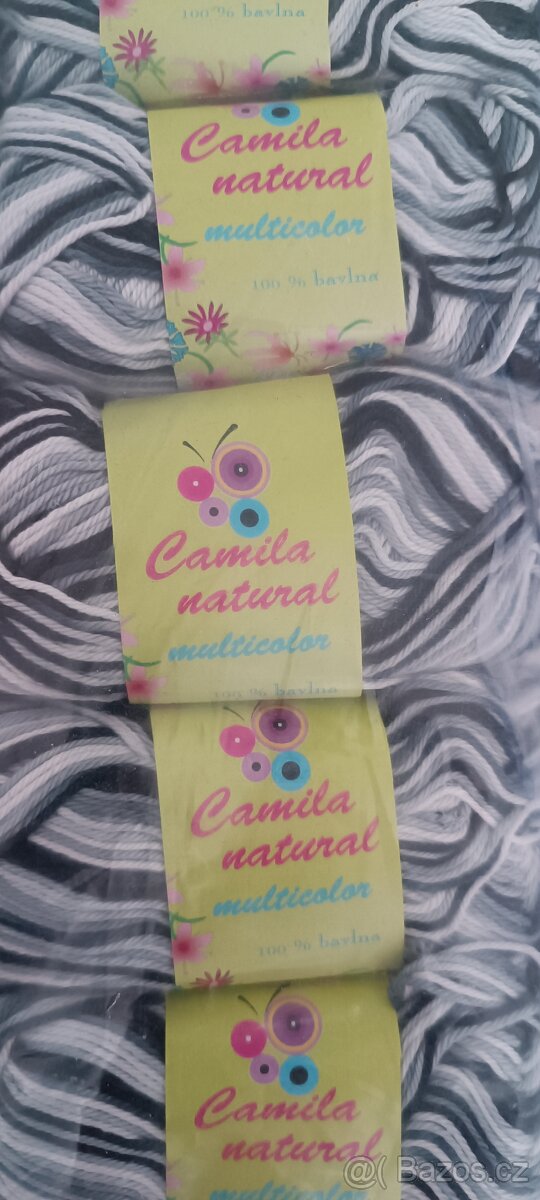 100 % bavlna
Camila
natural
multicolor
100 % bavlna
Camila
natural
multicolor
100 % bavlna
Camila
natural
multicolor
100 % bavlna
Camila
natural
multicolor
@( Bazos.cz